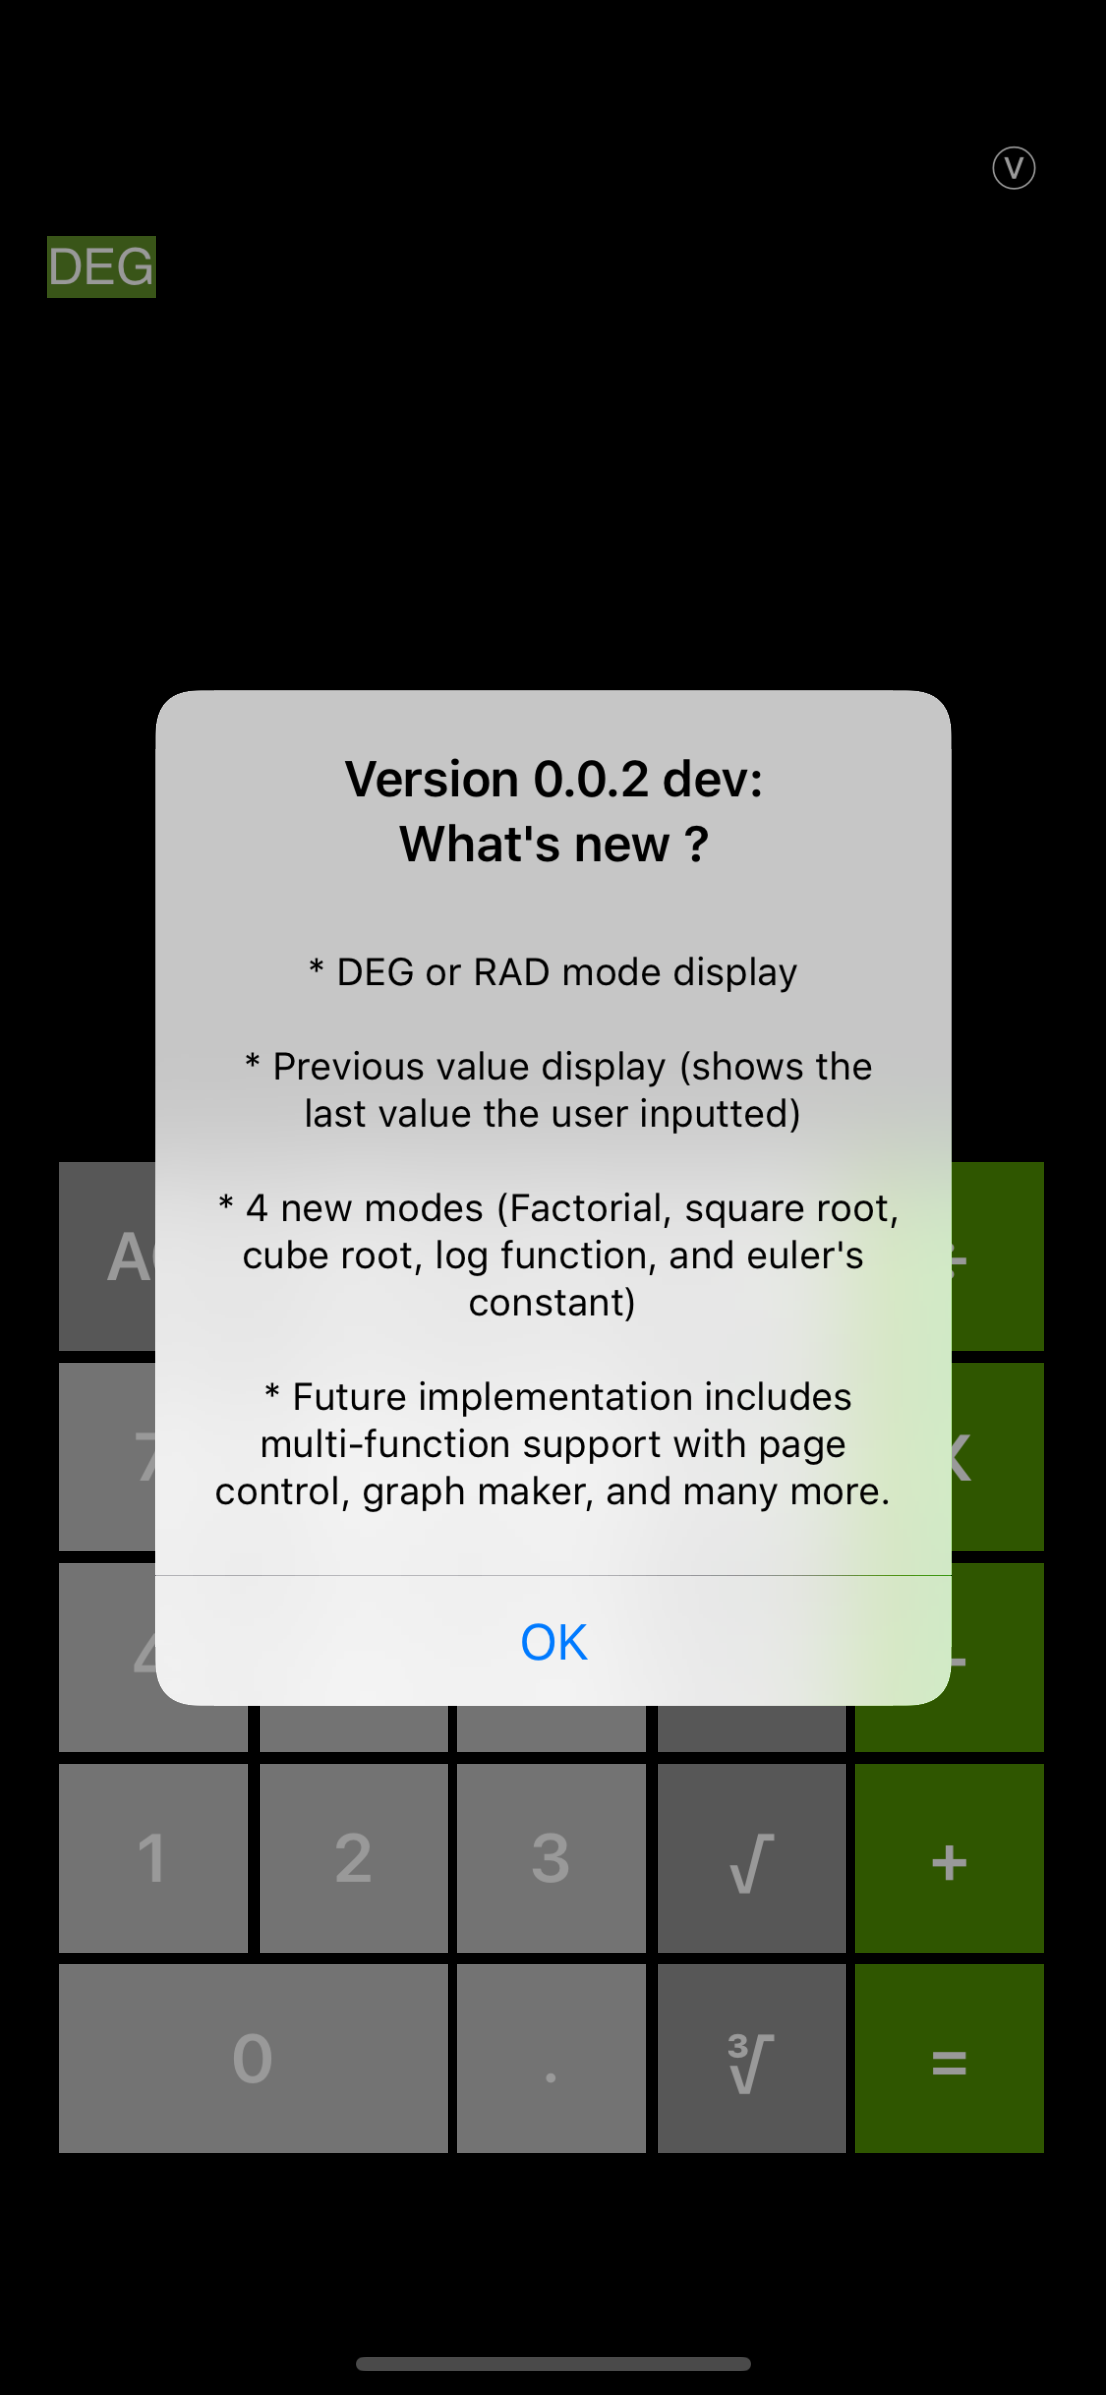 V
DEG
Version 0.0.2 dev:
What's new ?
* DEG or RAD mode display
* Previous value display (shows the
last value the user inputted)
* 4 new modes (Factorial, square root,
cube root, log function, and euler's
constant)
* Future implementation includes
multi-function support with page
control, graph maker, and many more.
OK
1 2 3 √ +
0 . ³√ =